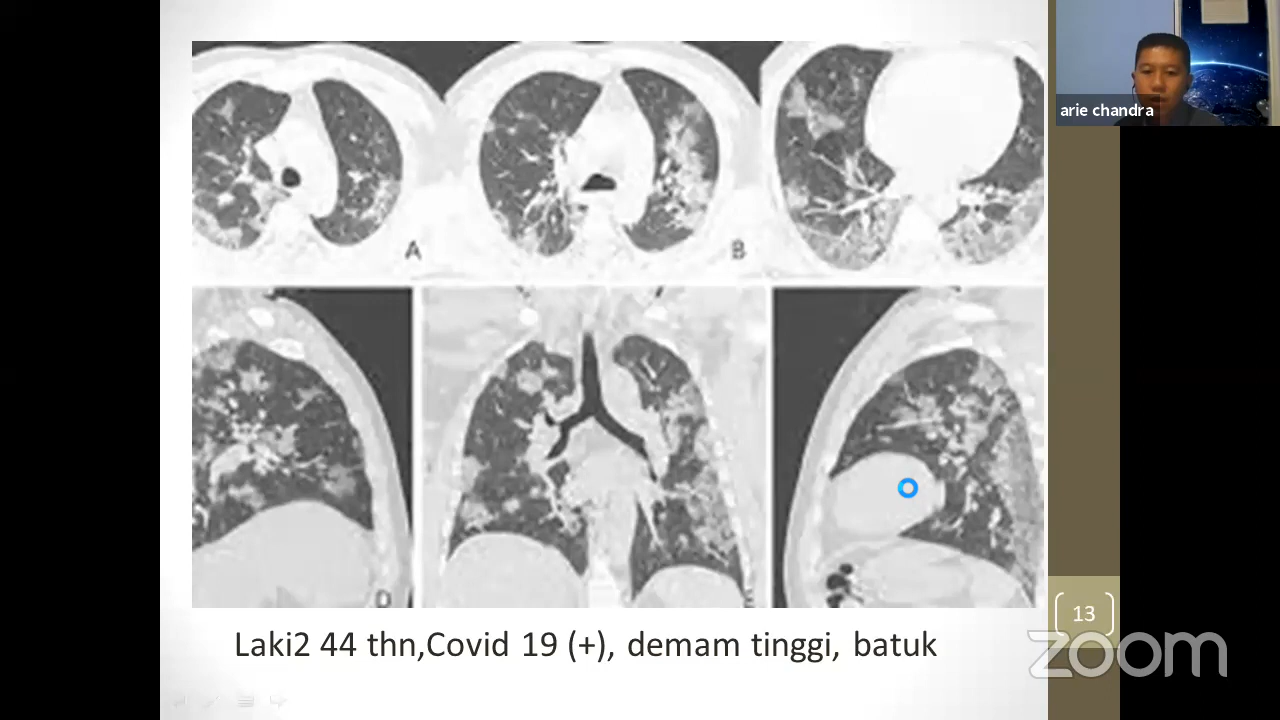 arie chandra
A
B
D
E
13
Laki2 44 thn,Covid 19 (+), demam tinggi, batuk
zoom